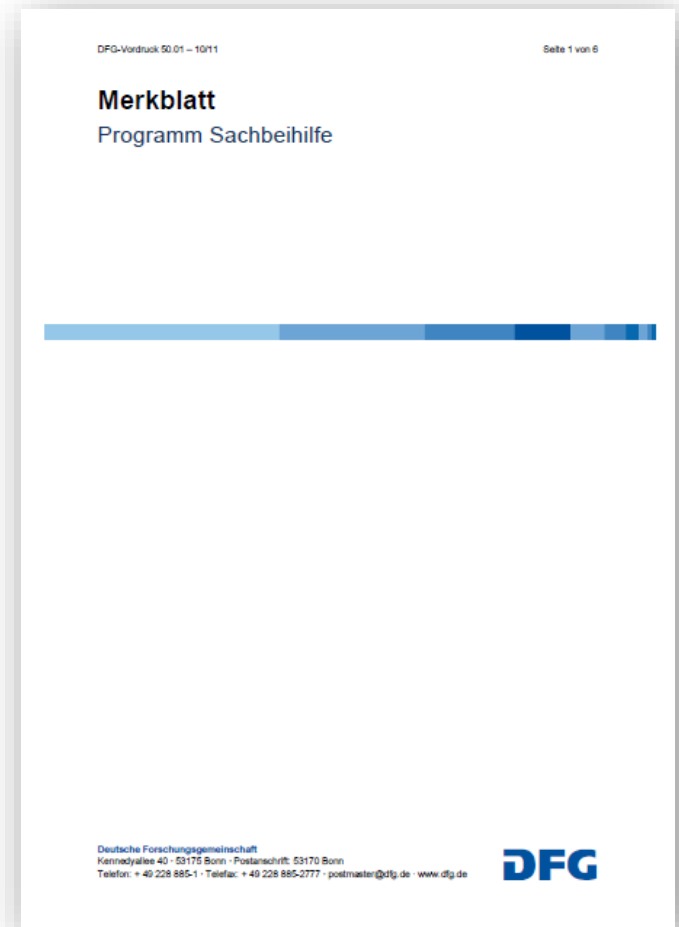 DFG-Vordruck 50.01 – 10/11 Seite 1 von 6
Merkblatt
Programm Sachbeihilfe
Deutsche Forschungsgemeinschaft
Kennedyallee 40 · 53175 Bonn · Postanschrift: 53170 Bonn
Telefon: + 49 228 885-1 · Telefax: + 49 228 885-2777 · postmaster@dfg.de · www.dfg.de
DFG